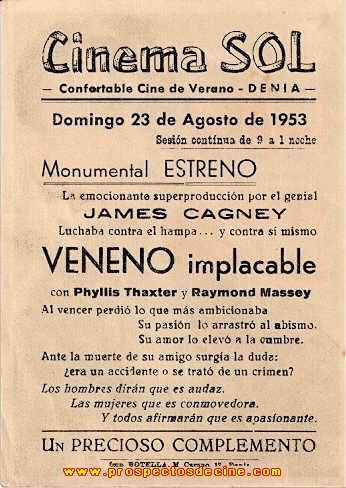 Cinema SOL
— Confortable Cine de Verano - DENIA —
Domingo 23 de Agosto de 1953
Sesión contínua de 9 a 1 noche
Monumental ESTRENO
La emocionante superproducción por el genial
JAMES CAGNEY
Luchaba contra el hampa... y contra sí mismo
VENENO implacable
con Phyllis Thaxter y Raymond Massey
Al vencer perdió lo que más ambicionaba
Su pasión lo arrastró al abismo.
Su amor lo elevó a la cumbre.
Ante la muerte de su amigo surgía la duda:
¿era un accidente o se trató de un crimen?
Los hombres dirán que es audaz.
Las mujeres que es conmovedora.
Y todos afirmarán que es apasionante.
UN PRECIOSO COMPLEMENTO
Imp. BOTELLA, M. Campo, 17 - Denia
www.prospectosdecine.com